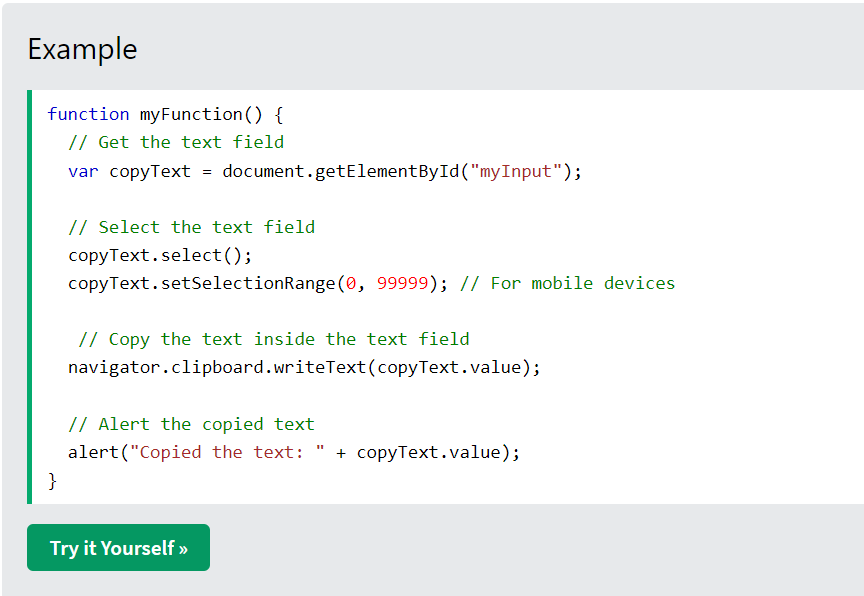 Example
function myFunction() {
  // Get the text field
  var copyText = document.getElementById("myInput");

  // Select the text field
  copyText.select();
  copyText.setSelectionRange(0, 99999); // For mobile devices

   // Copy the text inside the text field
  navigator.clipboard.writeText(copyText.value);

  // Alert the copied text
  alert("Copied the text: " + copyText.value);
}
Try it Yourself »